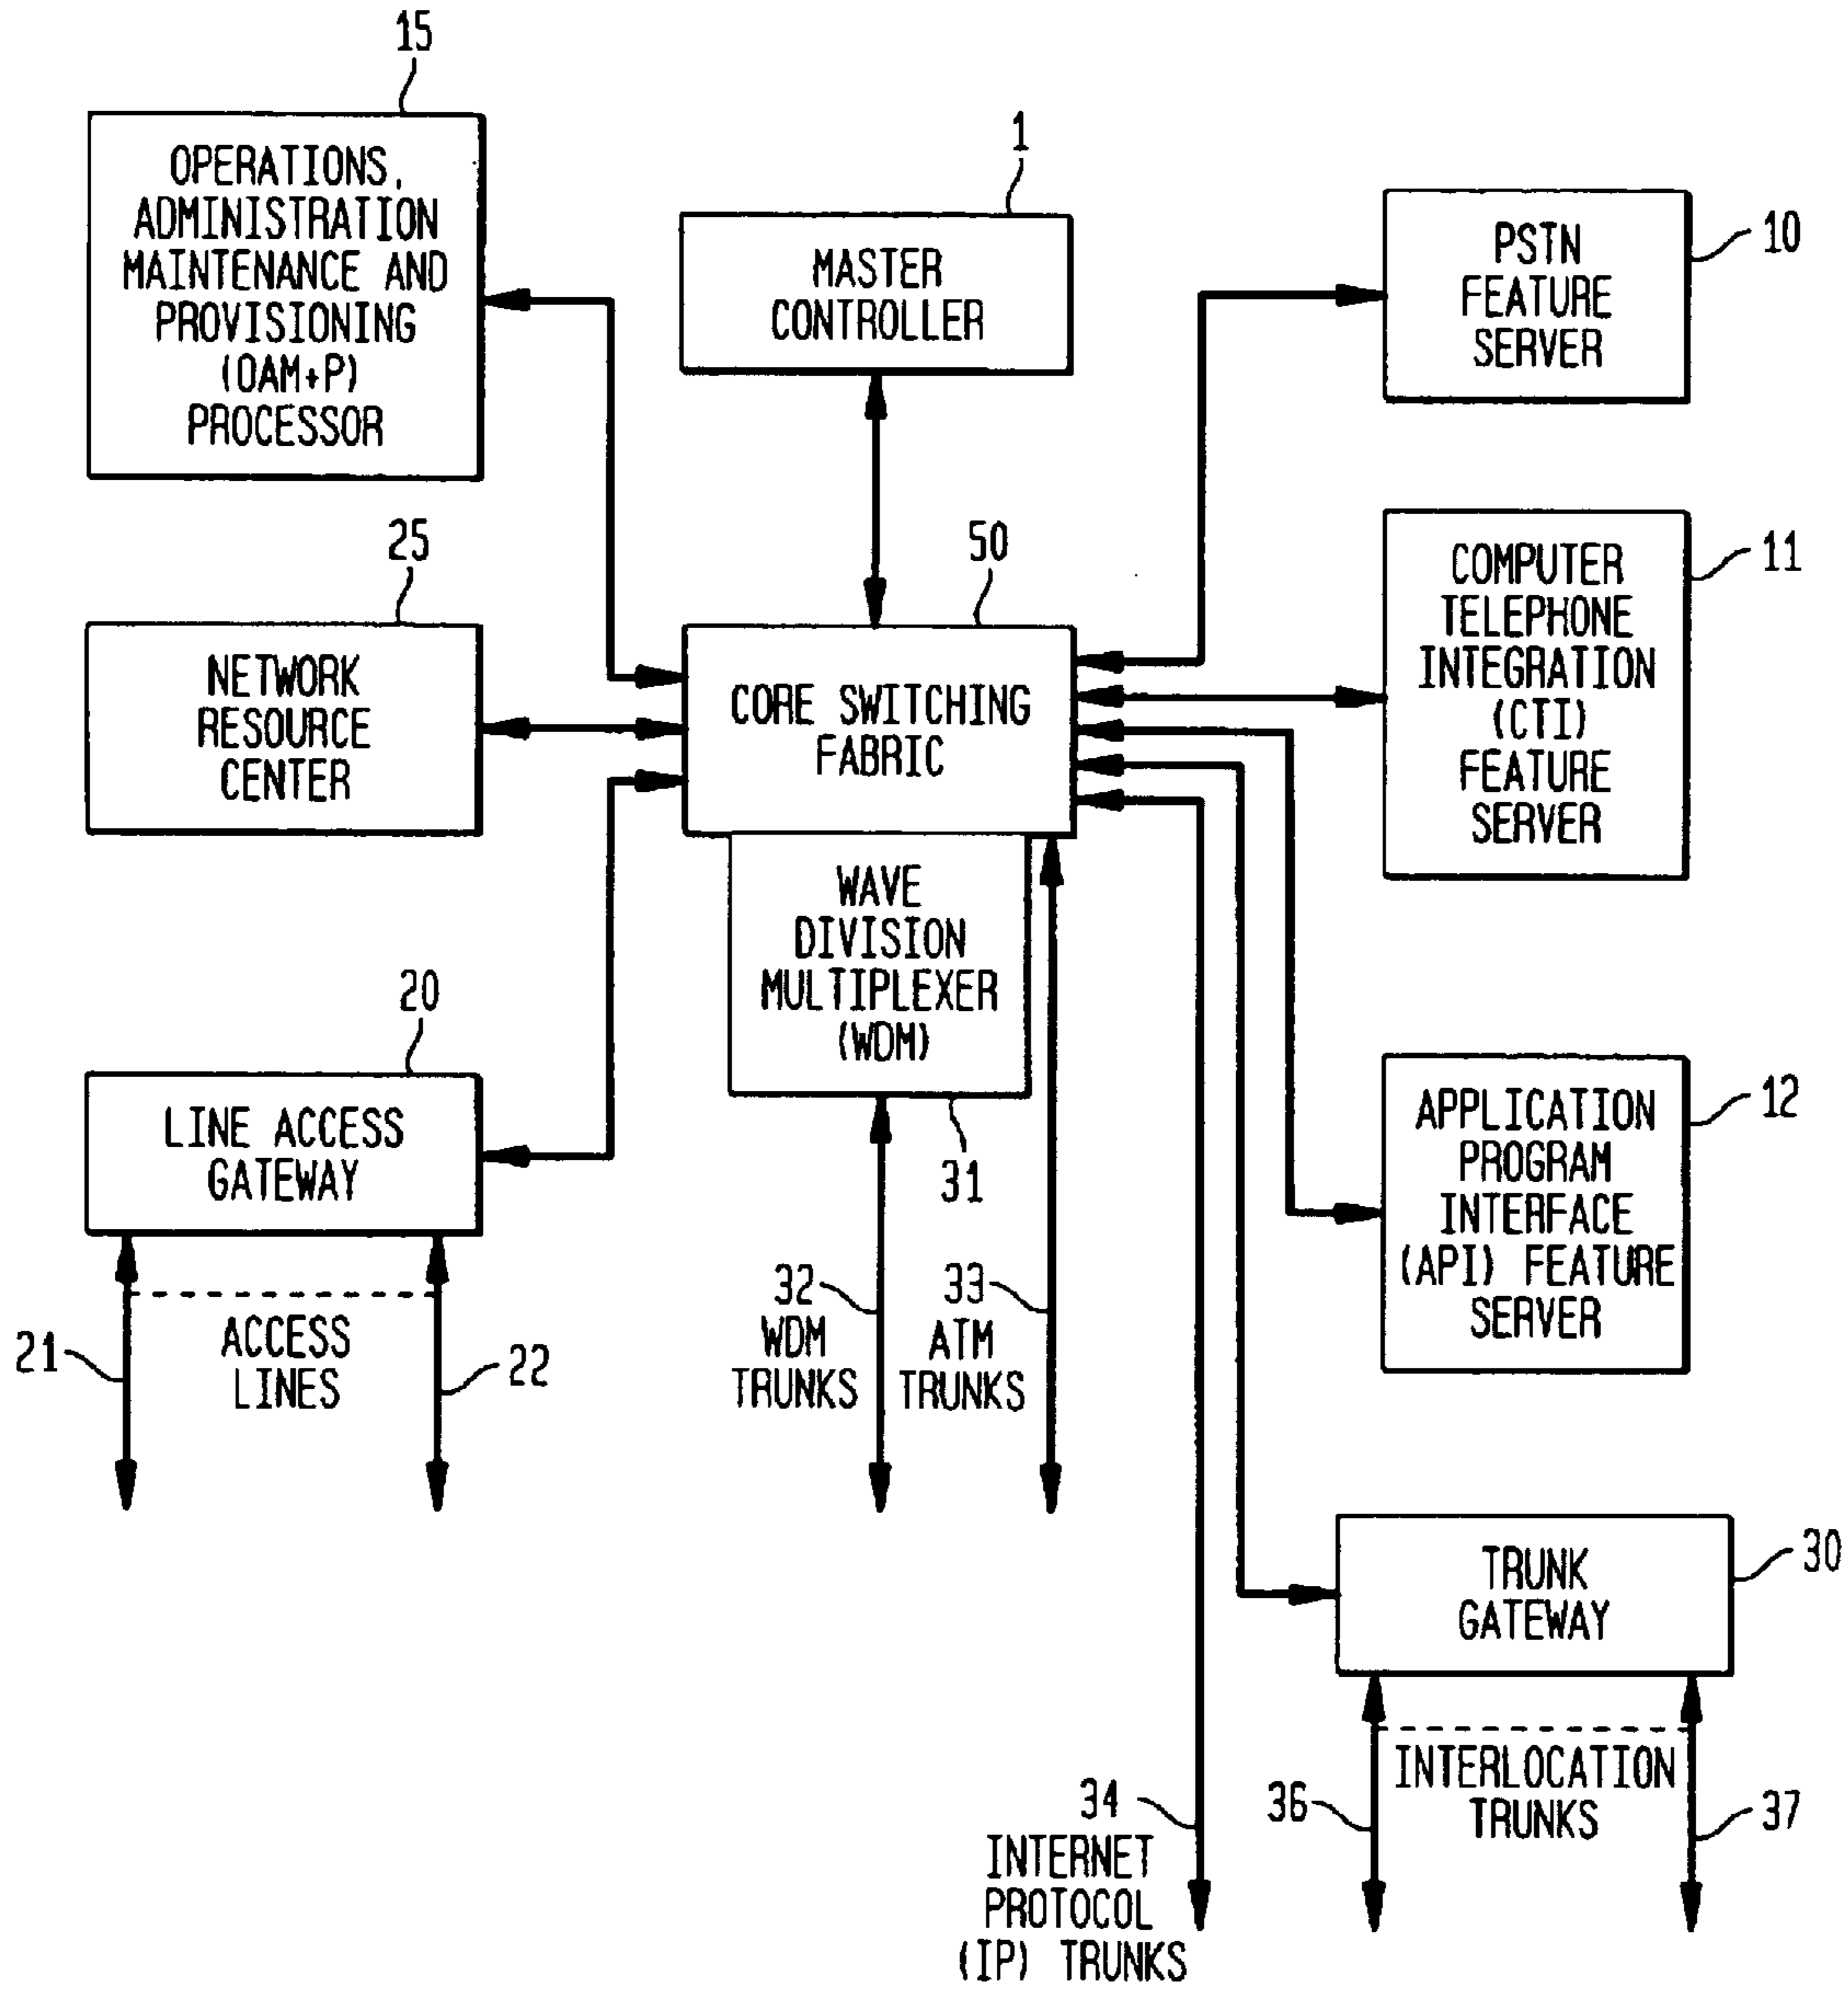 15
OPERATIONS,
ADMINISTRATION
MAINTENANCE AND
PROVISIONING
(OAM+P)
PROCESSOR
1
MASTER
CONTROLLER
10
PSTN
FEATURE
SERVER
25
NETWORK
RESOURCE
CENTER
50
CORE SWITCHING
FABRIC
11
COMPUTER
TELEPHONE
INTEGRATION
(CTI)
FEATURE
SERVER
WAVE
DIVISION
MULTIPLEXER
(WDM)
31
20
LINE ACCESS
GATEWAY
21
ACCESS
LINES
22
32
WDM
TRUNKS
33
ATM
TRUNKS
12
APPLICATION
PROGRAM
INTERFACE
(API) FEATURE
SERVER
30
TRUNK
GATEWAY
34
INTERNET
PROTOCOL
(IP) TRUNKS
36
INTERLOCATION
TRUNKS
37